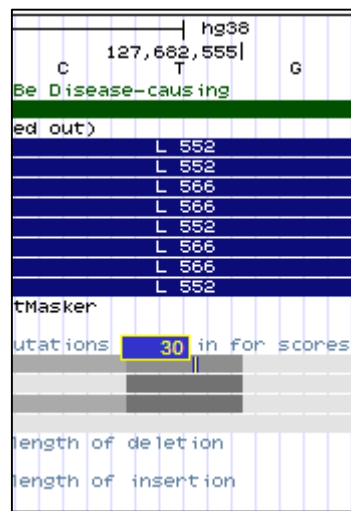 hg38
127,682,555|
C T G
Be Disease-causing
ed out)
L 552
L 552
L 566
L 552
L 566
L 566
L 552
tMasker
utations 30 in for scores
length of deletion
length of insertion